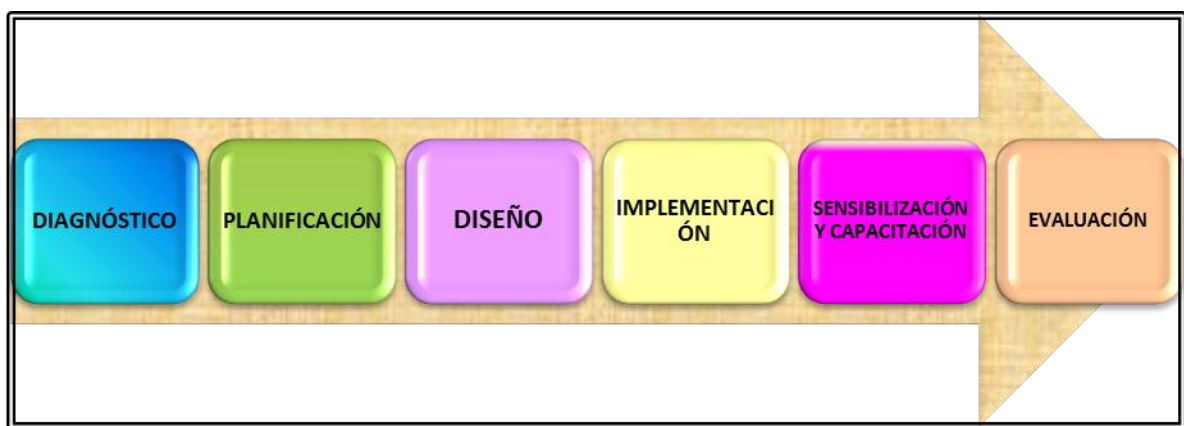 DIAGNÓSTICO
PLANIFICACIÓN
DISEÑO
IMPLEMENTACI
ÓN
SENSIBILIZACIÓN
Y CAPACITACIÓN
EVALUACIÓN